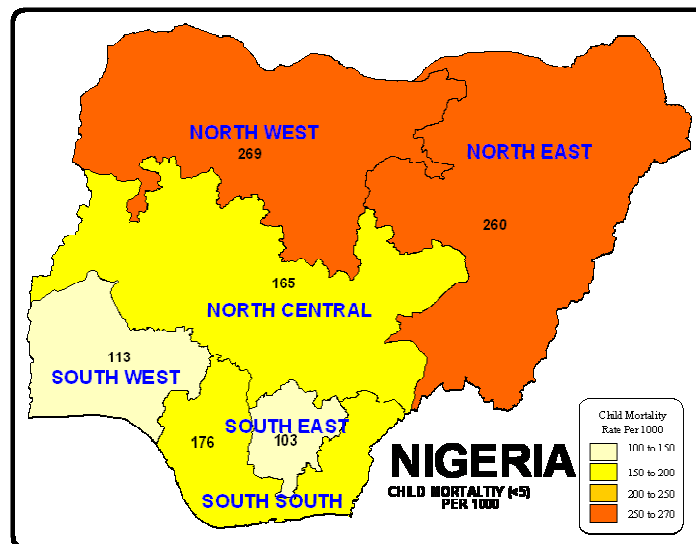 NORTH WEST
269
NORTH EAST
260
165
NORTH CENTRAL
113
SOUTH WEST
SOUTH EAST
176
103
SOUTH SOUTH
NIGERIA
CHILD MORTALTIY (<5)
PER 1000
Child Mortality
Rate Per 1000
100 to 150
150 to 200
200 to 250
250 to 270